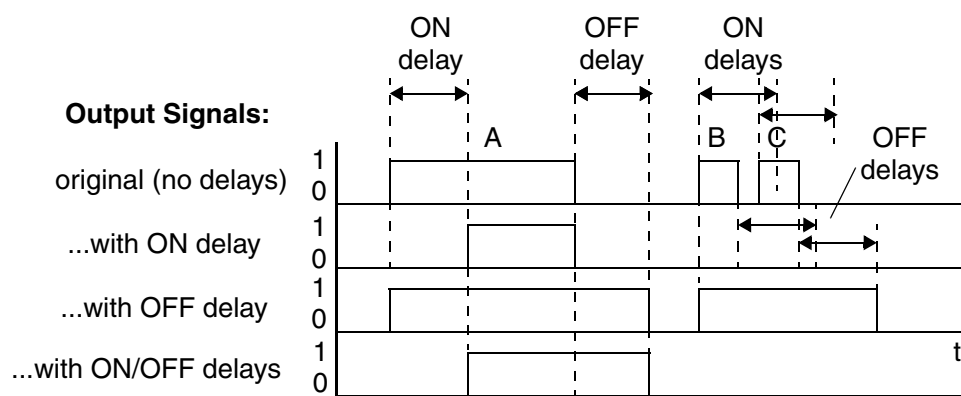 ON
delay
OFF
delay
ON
delays
Output Signals:
A
B
C
OFF
delays
original (no delays)
1
0
...with ON delay
1
0
...with OFF delay
1
0
...with ON/OFF delays
1
0
t